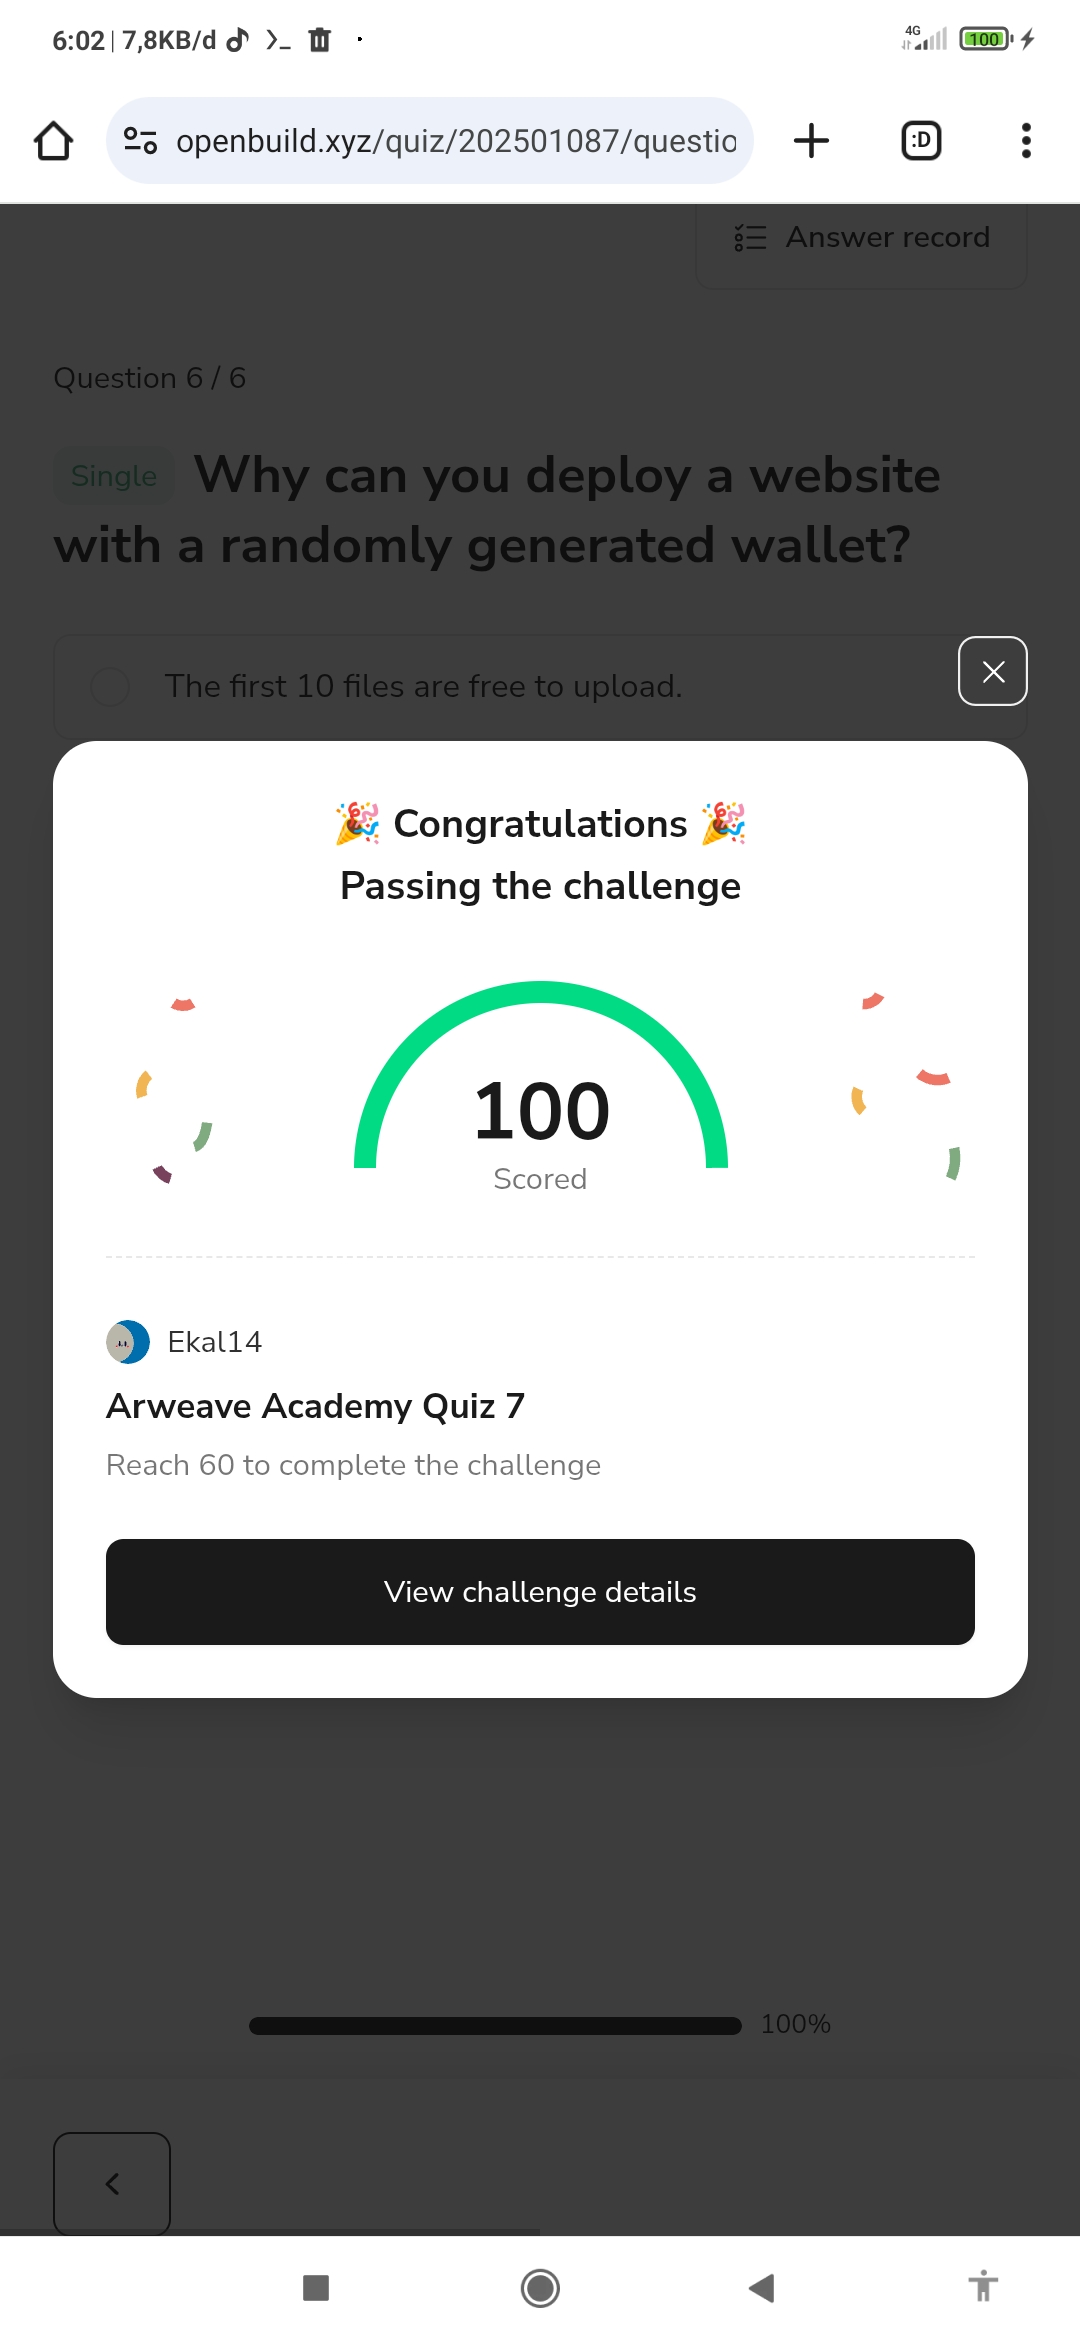 6:02 | 7,8KB/d
4G
100
openbuild.xyz/quiz/202501087/questio
:D
Answer record
Question 6 / 6
Single Why can you deploy a website
with a randomly generated wallet?
The first 10 files are free to upload.
🎉 Congratulations 🎉
Passing the challenge
100
Scored
Ekal14
Arweave Academy Quiz 7
Reach 60 to complete the challenge
View challenge details
100%